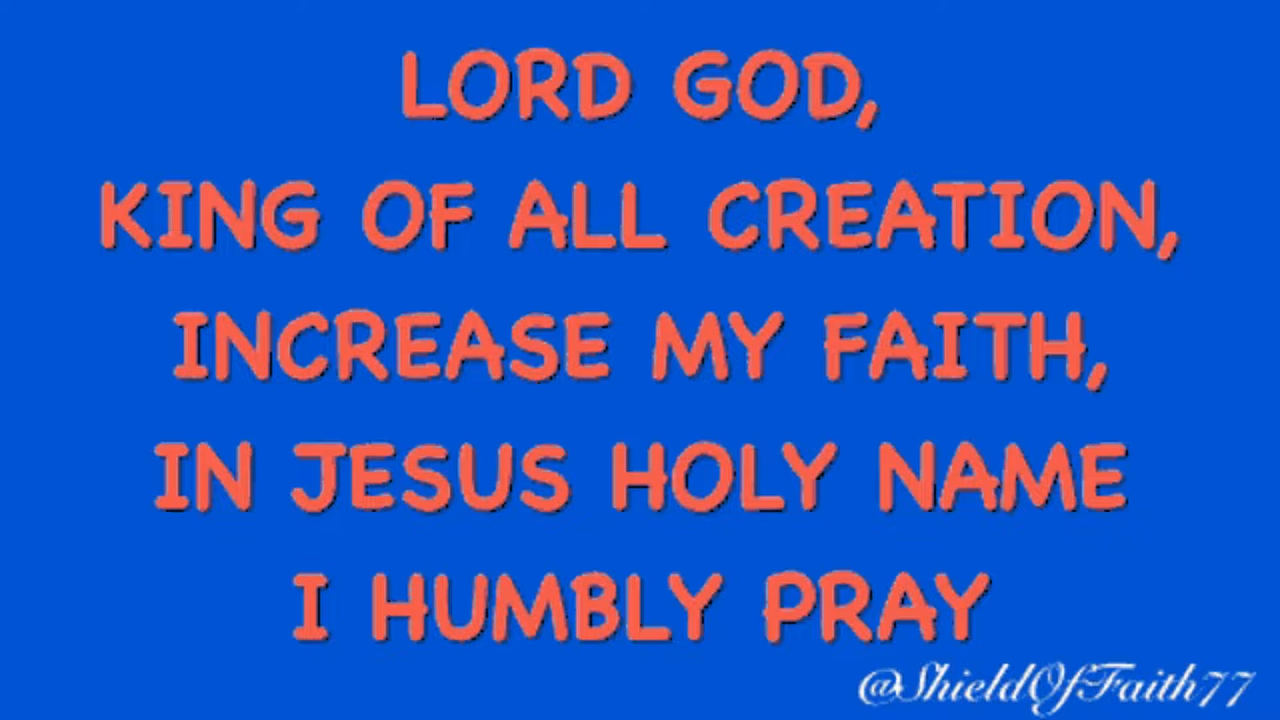 LORD GOD,
KING OF ALL CREATION,
INCREASE MY FAITH,
IN JESUS HOLY NAME
I HUMBLY PRAY
@ShieldOfFaith77